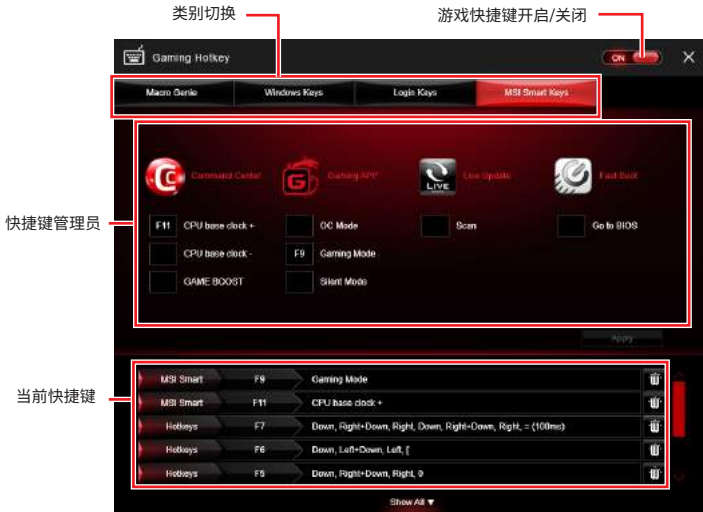 类别切换
游戏快捷键开启/关闭
Gaming Hotkey
ON
Macro Genie
Windows Keys
Login Keys
MSI Smart Keys
Command Center
Gaming APP
LIVE
Live Update
Fast Boot
快捷键管理员
F11 CPU base clock +
OC Mode
Scan
Go to BIOS
CPU base clock -
F9 Gaming Mode
GAME BOOST
Silent Mode
Apply
当前快捷键
MSI Smart F9 Gaming Mode
MSI Smart F11 CPU base clock +
Hotkeys F7 Down, Right+Down, Right, Down, Right+Down, Right, = (100ms)
Hotkeys F6 Down, Left+Down, Left, [
Hotkeys F5 Down, Right+Down, Right, 0
Show All ▼